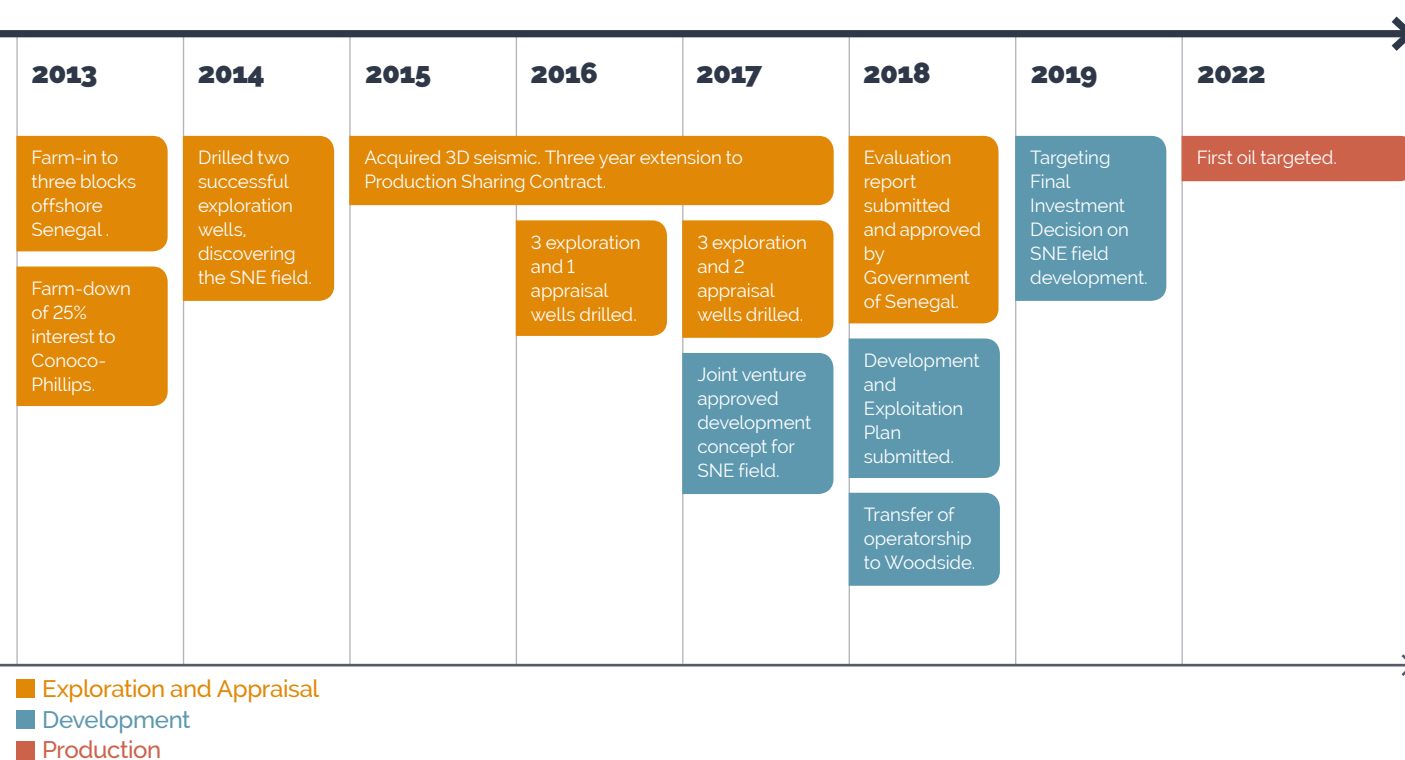 2013
2014
2015
2016
2017
2018
2019
2022
Farm-in to
three blocks
offshore
Senegal .
Farm-down
of 25%
interest to
Conoco-
Phillips.
Drilled two
successful
exploration
wells,
discovering
the SNE field.
Acquired 3D seismic. Three year extension to
Production Sharing Contract.
3 exploration
and 1
appraisal
wells drilled.
3 exploration
and 2
appraisal
wells drilled.
Joint venture
approved
development
concept for
SNE field.
Evaluation
report
submitted
and approved
by
Government
of Senegal.
Development
and
Exploitation
Plan
submitted.
Transfer of
operatorship
to Woodside.
Targeting
Final
Investment
Decision on
SNE field
development.
First oil targeted.
Exploration and Appraisal
Development
Production